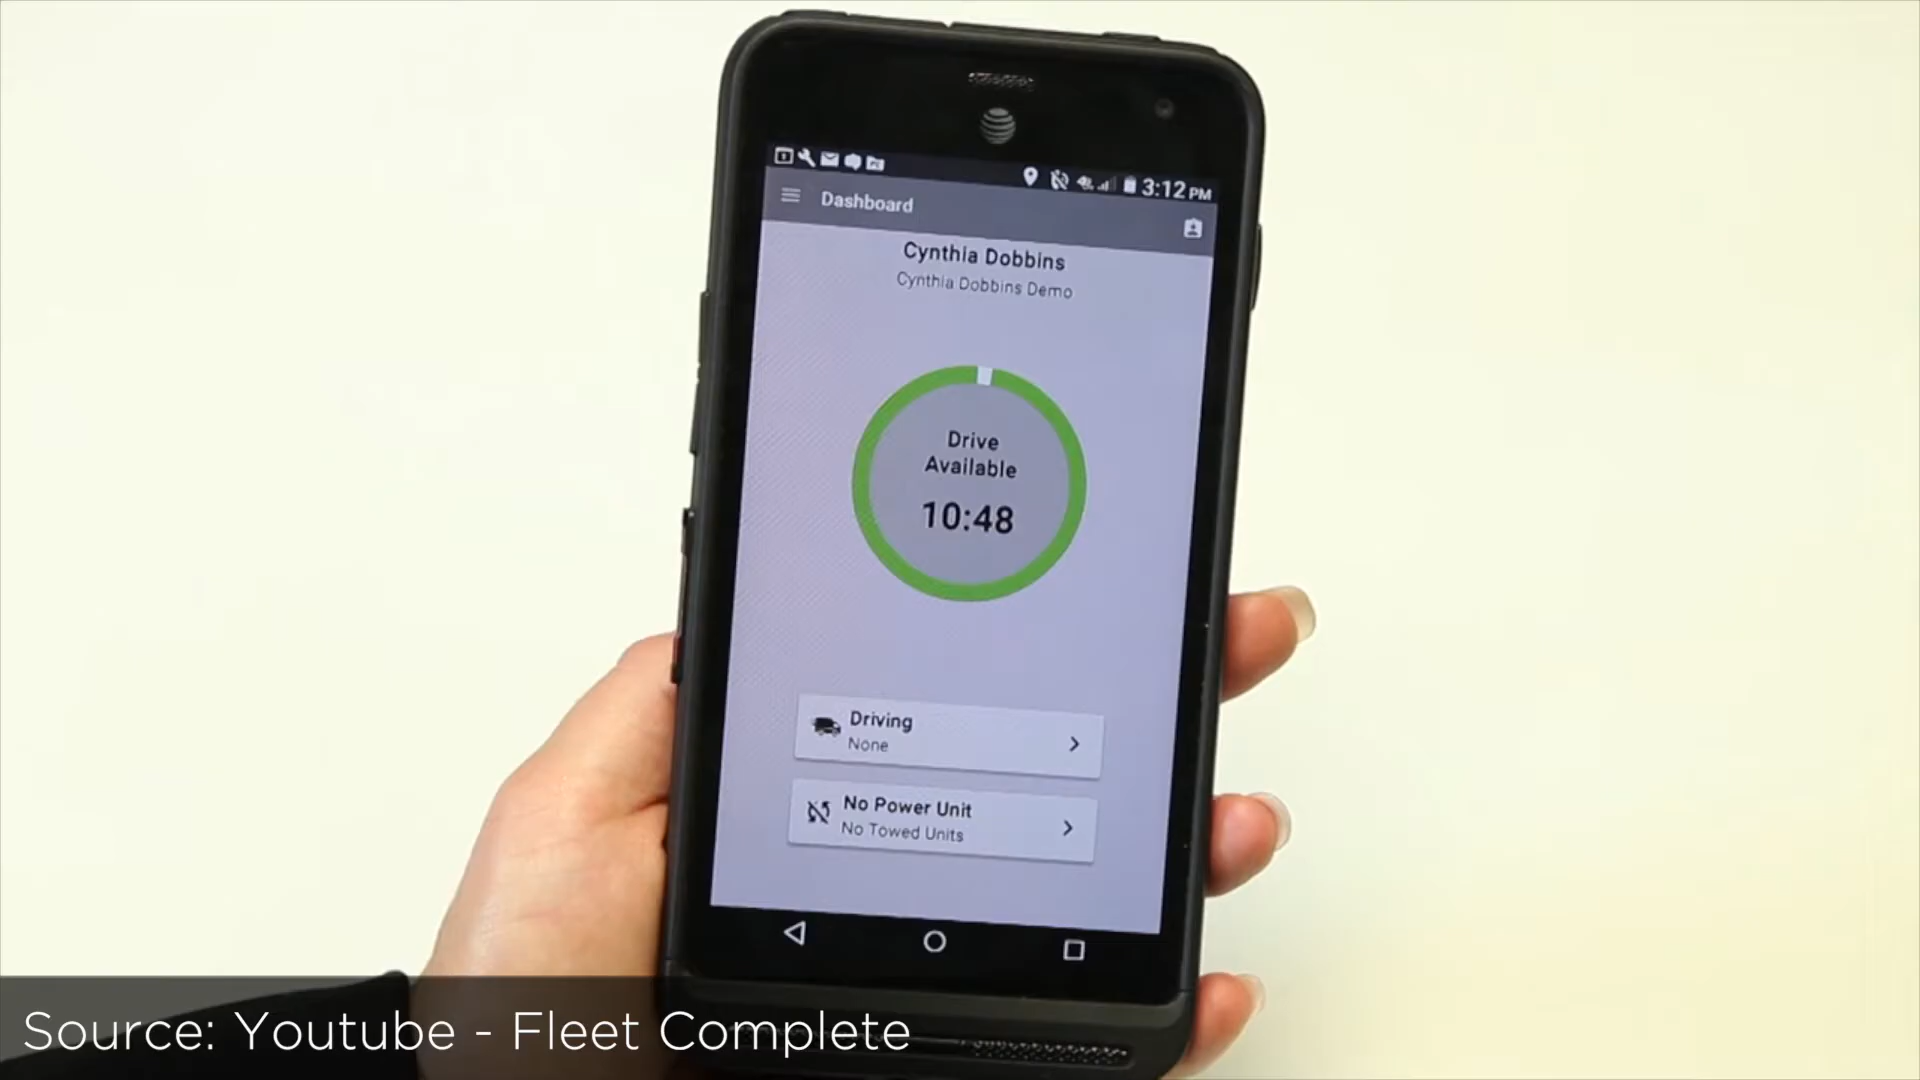 3:12 PM
Dashboard
Cynthia Dobbins
Cynthia Dobbins Demo
Drive
Available
10:48
Driving
None
No Power Unit
No Towed Units
Source: Youtube - Fleet Complete